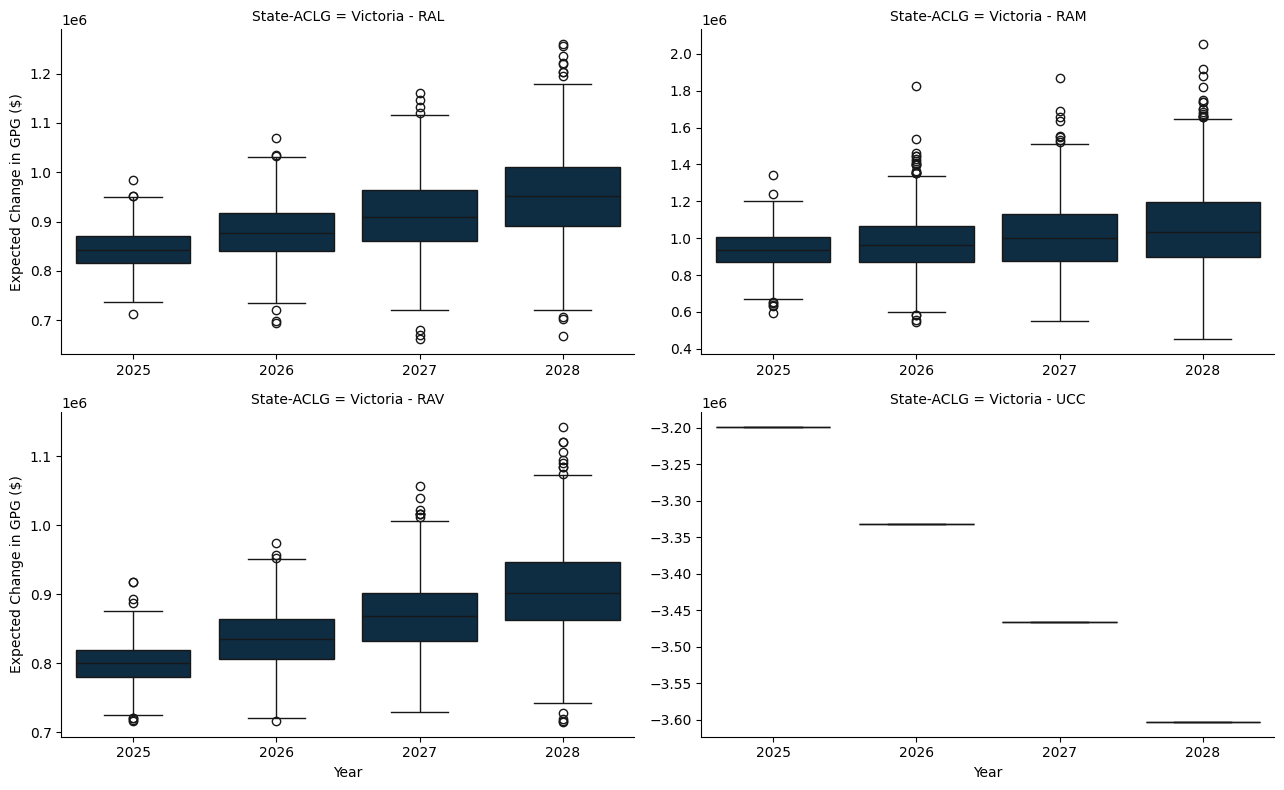 State-ACLG = Victoria - RAL
1e6
Expected Change in GPG ($)
1.2
1.1
1.0
0.9
0.8
0.7
2025 2026 2027 2028
State-ACLG = Victoria - RAM
1e6
2.0
1.8
1.6
1.4
1.2
1.0
0.8
0.6
0.4
2025 2026 2027 2028
State-ACLG = Victoria - RAV
1e6
Expected Change in GPG ($)
1.1
1.0
0.9
0.8
0.7
2025 2026 2027 2028
Year
State-ACLG = Victoria - UCC
1e6
−3.20
−3.25
−3.30
−3.35
−3.40
−3.45
−3.50
−3.55
−3.60
2025 2026 2027 2028
Year